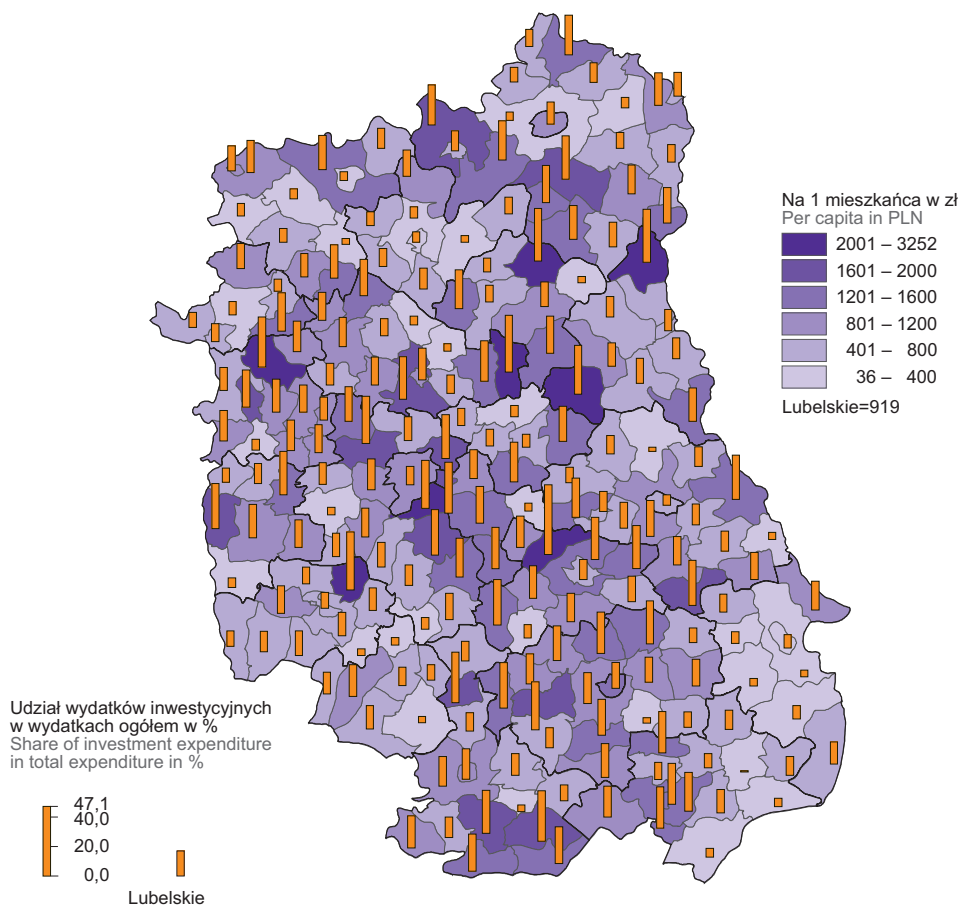 Na 1 mieszkańca w zł
Per capita in PLN
2001 – 3252
1601 – 2000
1201 – 1600
801 – 1200
401 – 800
36 – 400
Lubelskie=919
Udział wydatków inwestycyjnych
w wydatkach ogółem w %
Share of investment expenditure
in total expenditure in %
47,1
40,0
20,0
0,0
Lubelskie